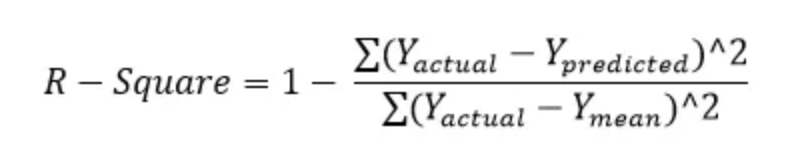 R − Square = 1 − ∑(Y_actual − Y_predicted)^2 / ∑(Y_actual − Y_mean)^2